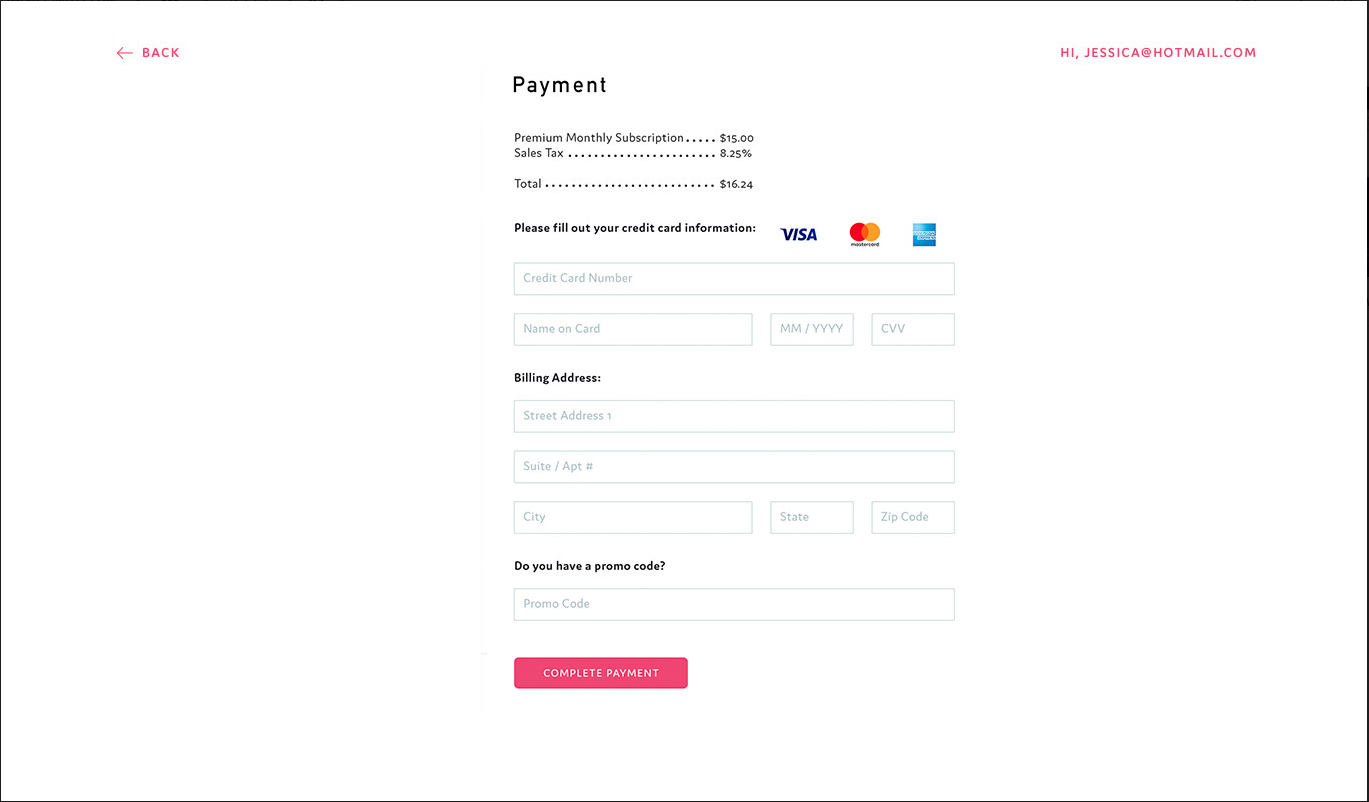 BACK
HI, JESSICA@HOTMAIL.COM
Payment
Premium Monthly Subscription..... $15.00
Sales Tax ....................... 8.25%
Total .......................... $16.24
Please fill out your credit card information:
VISA
mastercard
AMERICAN EXPRESS
Credit Card Number
Name on Card
MM / YYYY
CVV
Billing Address:
Street Address 1
Suite / Apt #
City
State
Zip Code
Do you have a promo code?
Promo Code
COMPLETE PAYMENT